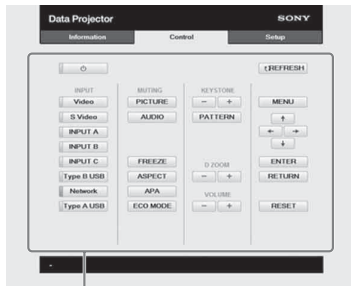 Data Projector
SONY
Information
Control
Setup
REFRESH
INPUT
MUTING
KEYSTONE
Video
PICTURE
- +
MENU
S Video
AUDIO
PATTERN
INPUT A
INPUT B
INPUT C
FREEZE
D ZOOM
ENTER
Type B USB
ASPECT
- +
RETURN
Network
APA
VOLUME
Type A USB
ECO MODE
- +
RESET
-